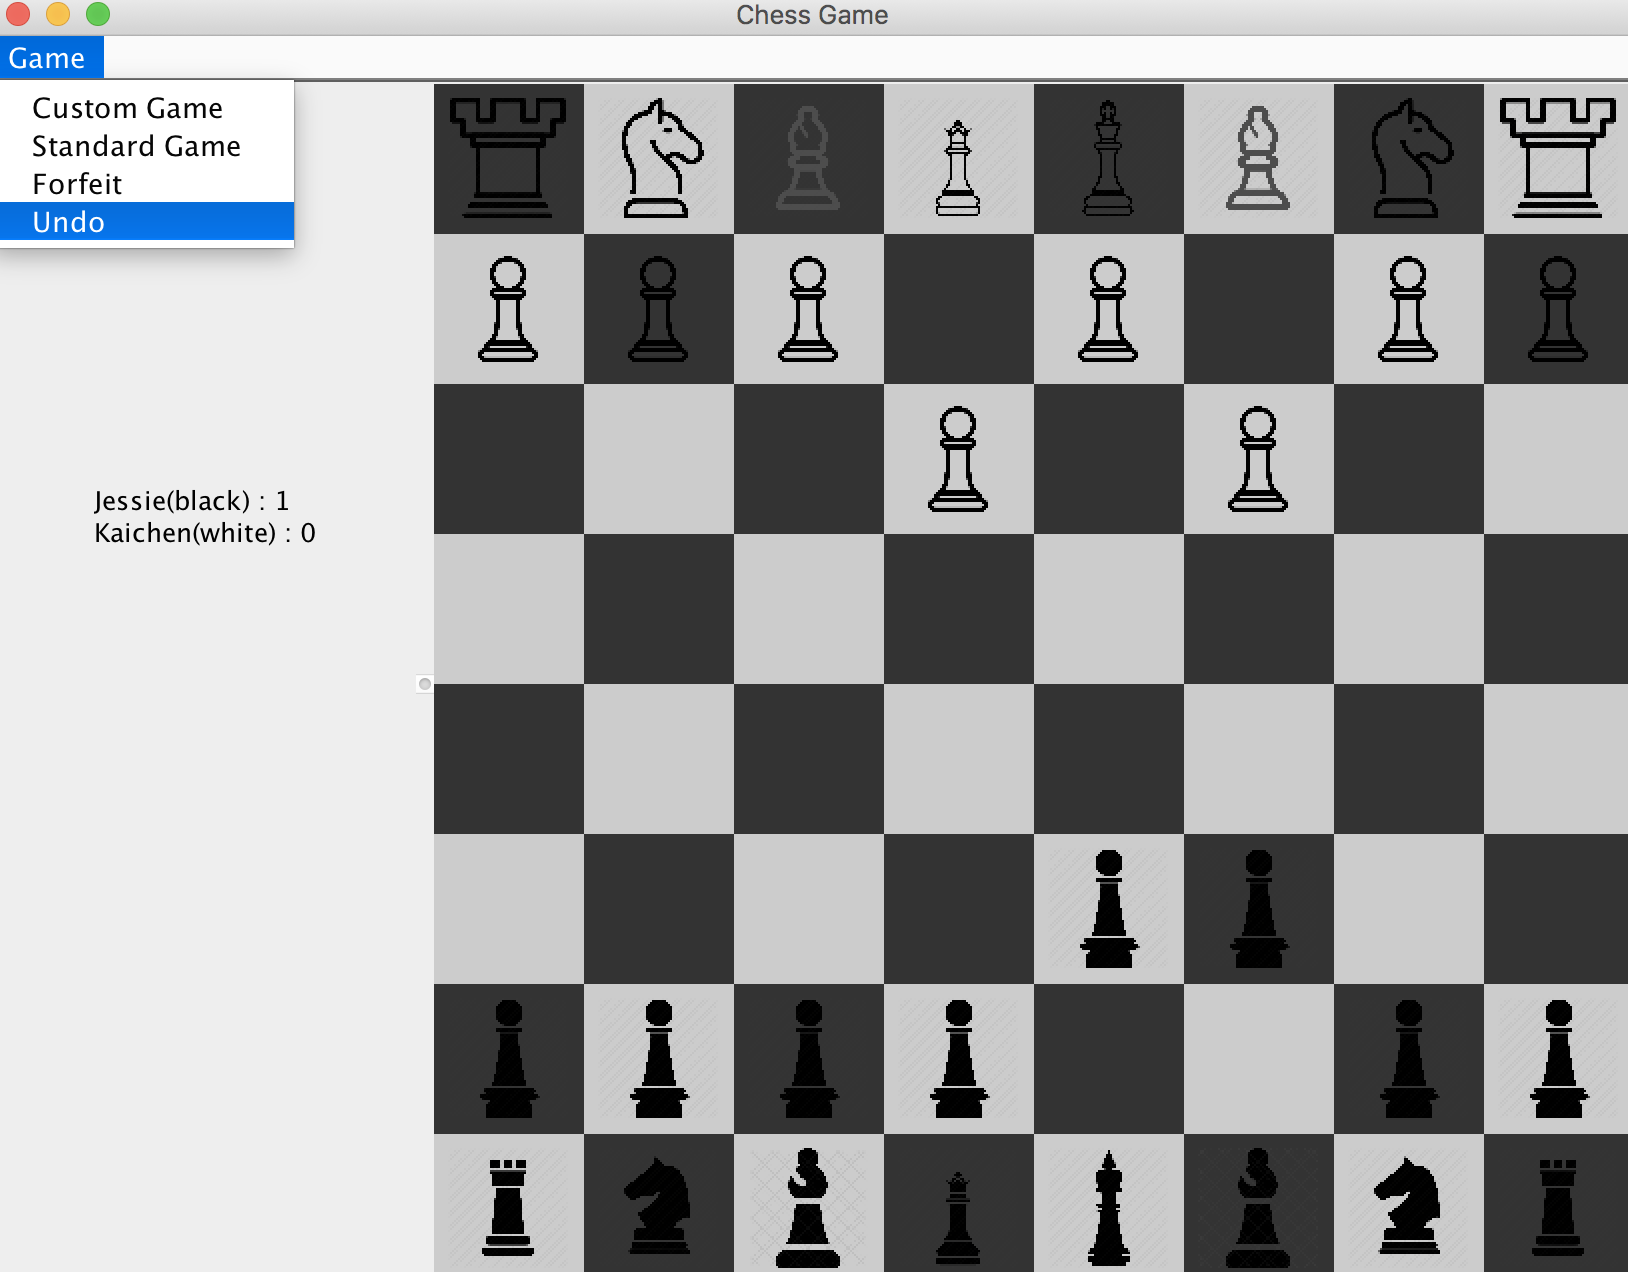 Chess Game
Game
Custom Game
Standard Game
Forfeit
Undo
Jessie(black) : 1
Kaichen(white) : 0